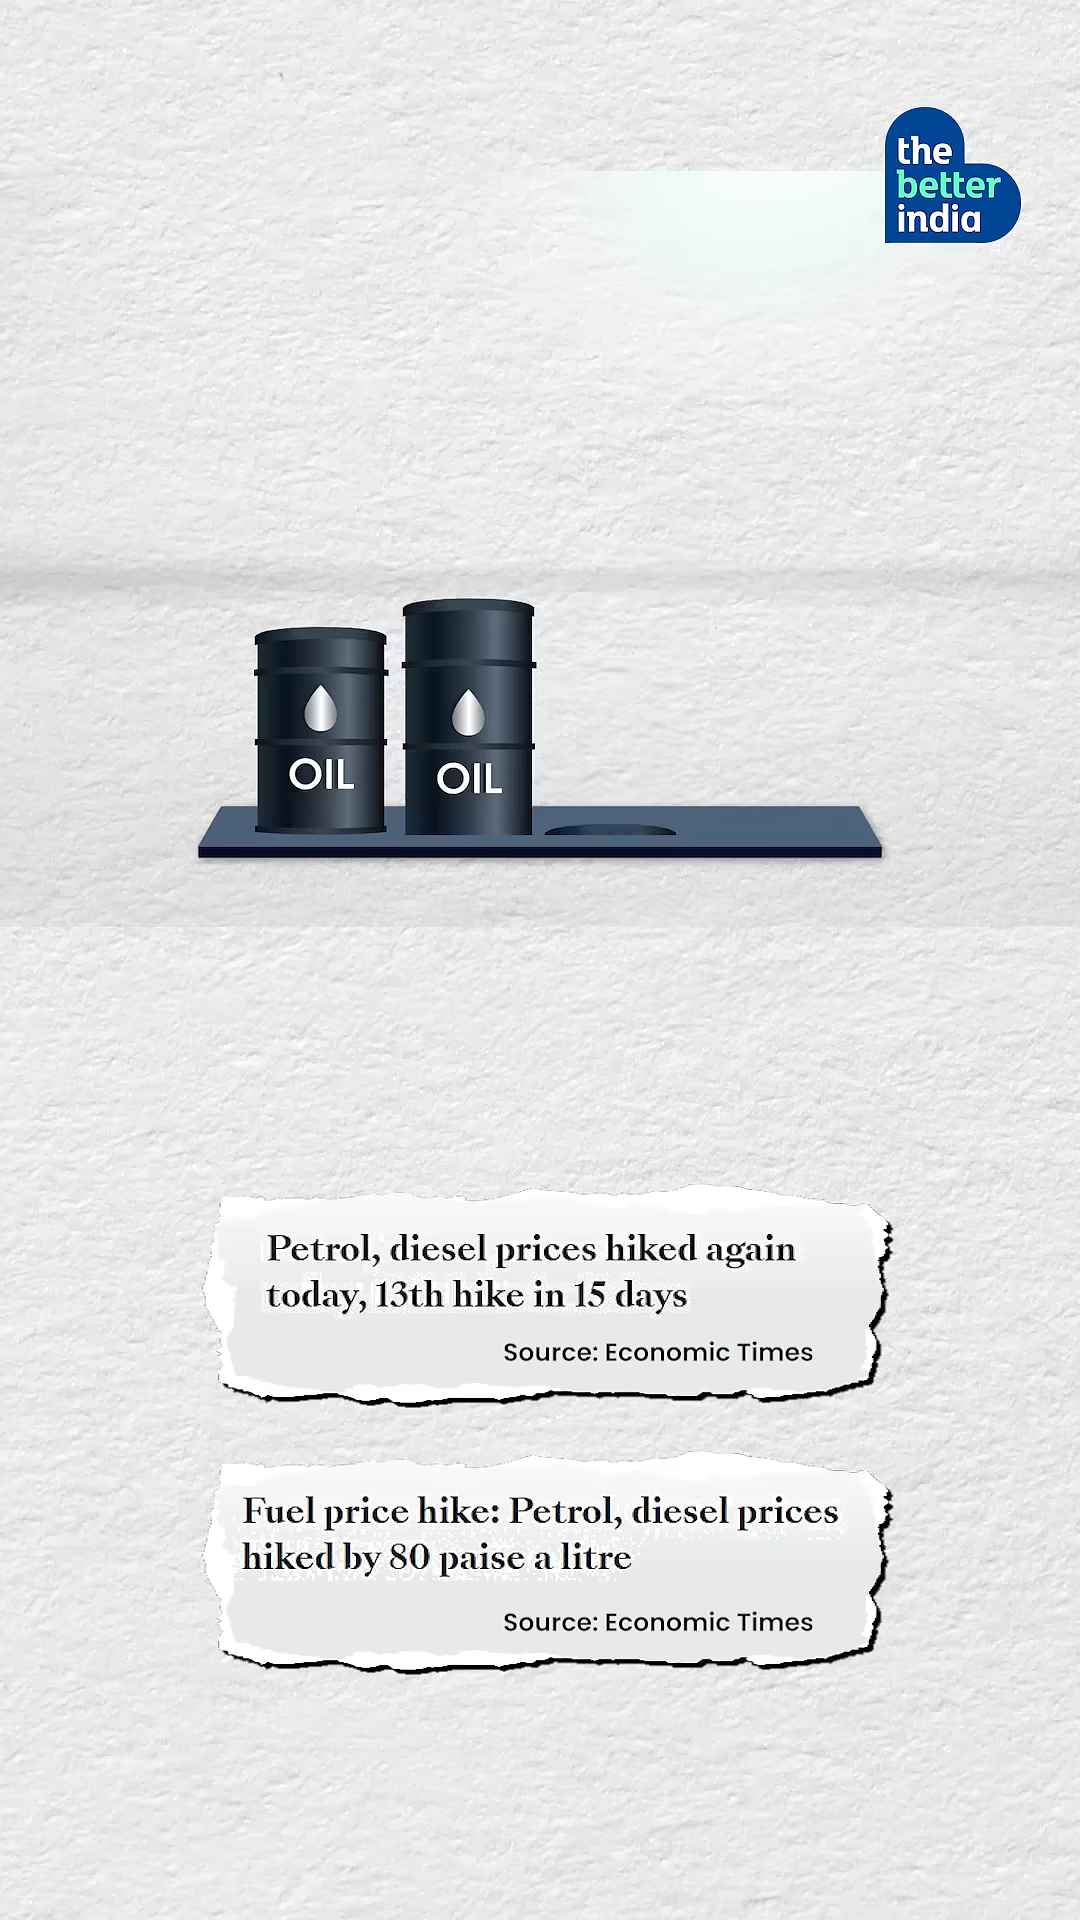 the
better
india
OIL
OIL
Petrol, diesel prices hiked again
today, 13th hike in 15 days
Source: Economic Times
Fuel price hike: Petrol, diesel prices
hiked by 80 paise a litre
Source: Economic Times